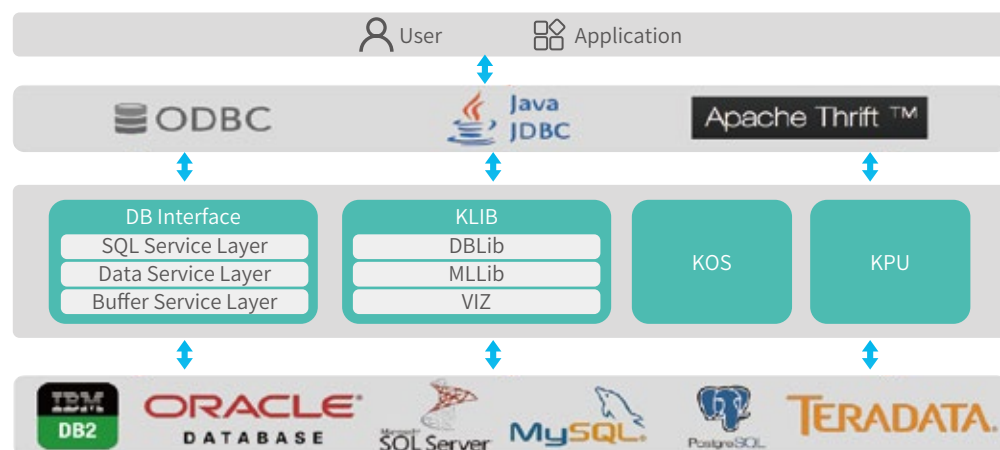 User
Application
ODBC
Java
JDBC
Apache Thrift ™
DB Interface
SQL Service Layer
Data Service Layer
Buffer Service Layer
KLIB
DBLib
MLLib
VIZ
KOS
KPU
IBM
DB2
ORACLE®
DATABASE
Microsoft
SQL Server
MySQL®
PostgreSQL
TERADATA.